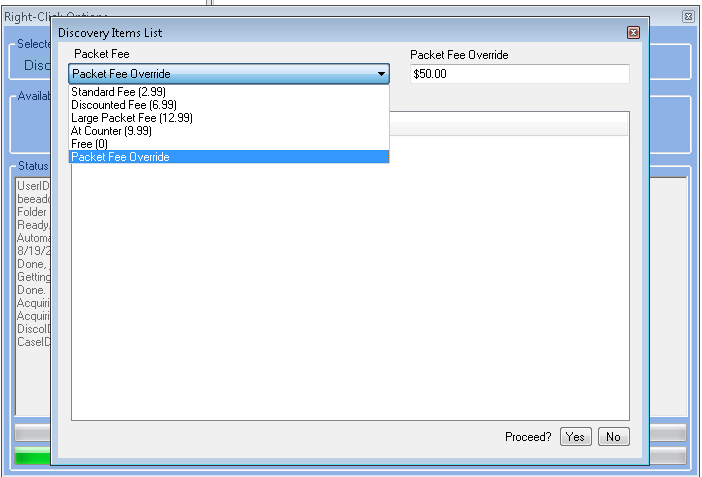 Right-Click Options
Discovery Items List
Packet Fee
Packet Fee Override
Packet Fee Override
$50.00
Standard Fee (2.99)
Discounted Fee (6.99)
Large Packet Fee (12.99)
At Counter (9.99)
Free (0)
Packet Fee Override
Selecte
Disc
Availab
Status
UserID
beeadd
Folder
Ready.
Automa
8/19/2
Done,
Getting
Done.
Acquiri
Acquiri
DiscoID
CaseID
Proceed?
Yes
No